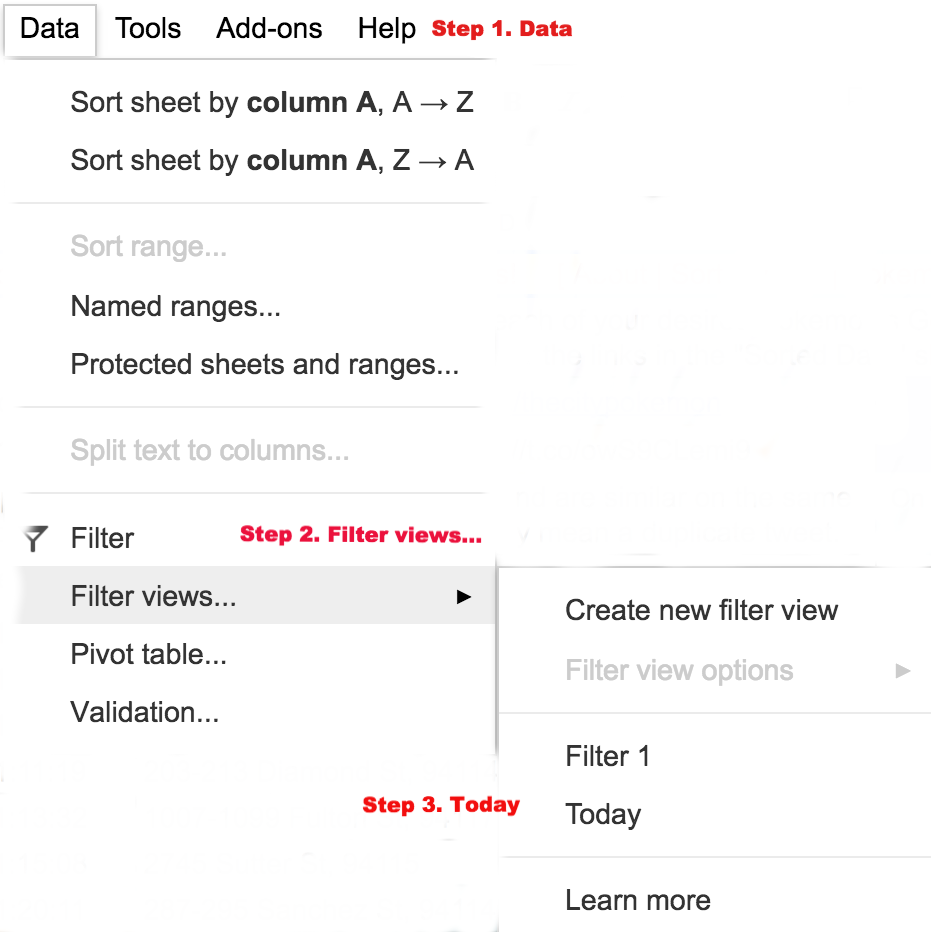 Data Tools Add-ons Help Step 1. Data
Sort sheet by column A, A → Z
Sort sheet by column A, Z → A
Sort range...
Named ranges...
Protected sheets and ranges...
Split text to columns...
Filter Step 2. Filter views...
Filter views... ►
Create new filter view
Pivot table...
Filter view options ►
Validation...
Filter 1
Step 3. Today
Today
Learn more